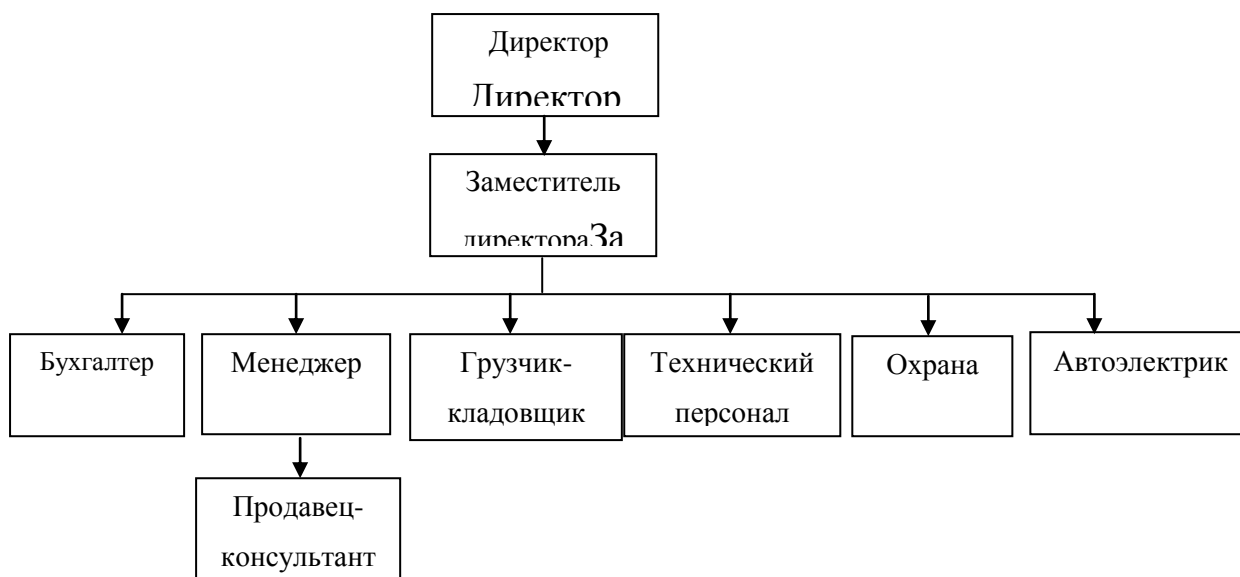 Директор
Директор
Заместитель
директораЗа
Бухгалтер
Менеджер
Грузчик-
кладовщик
Технический
персонал
Охрана
Автоэлектрик
Продавец-
консультант